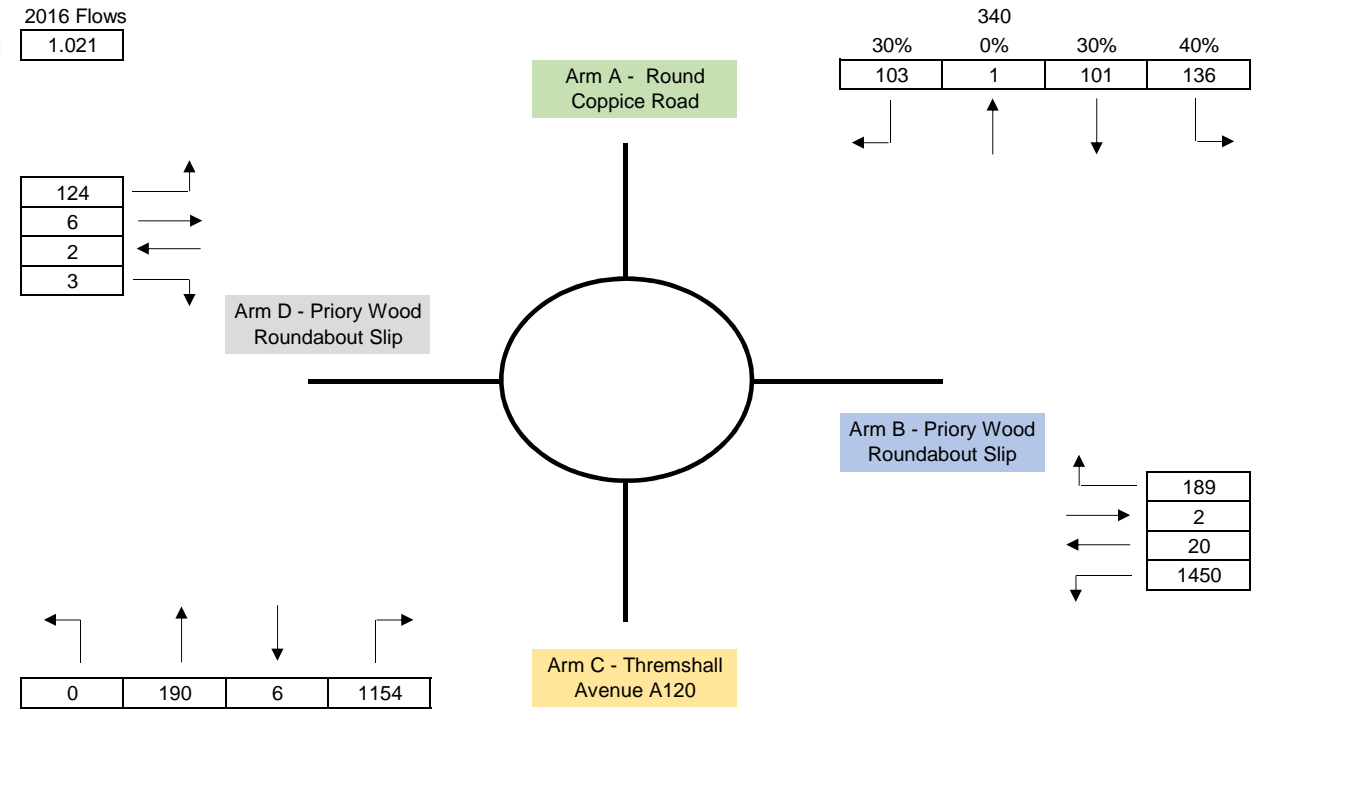 2016 Flows
1.021
340
30% 0% 30% 40%
103 1 101 136
Arm A - Round
Coppice Road
124
6
2
3
Arm D - Priory Wood
Roundabout Slip
Arm B - Priory Wood
Roundabout Slip
189
2
20
1450
0 190 6 1154
Arm C - Thremshall
Avenue A120